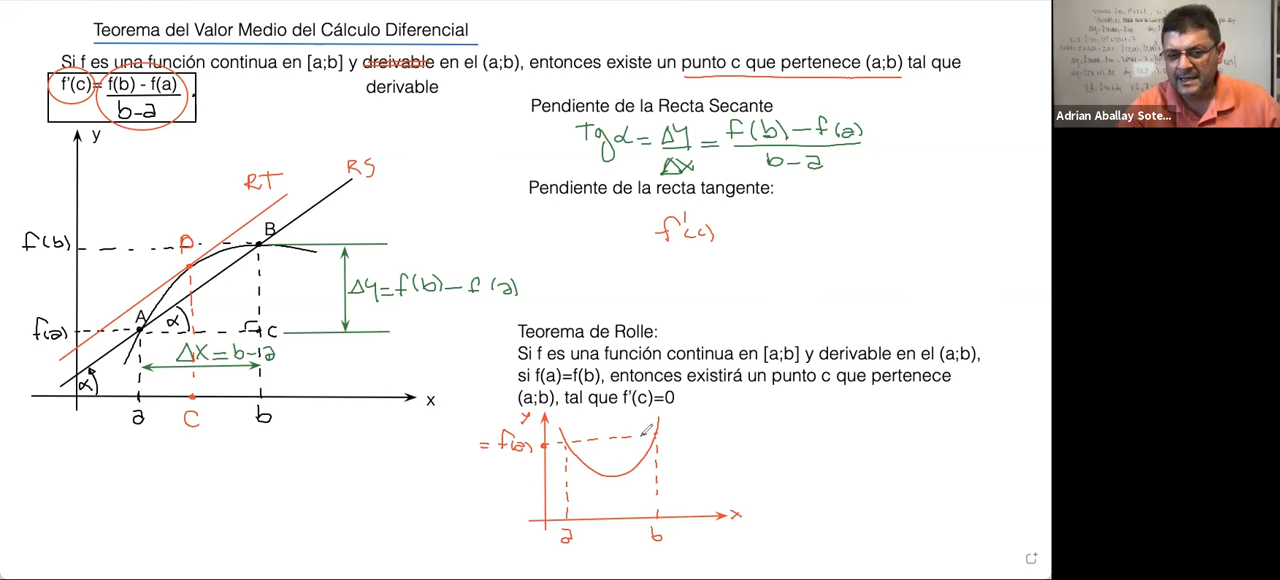 Teorema del Valor Medio del Cálculo Diferencial
Si f es una función continua en [a;b] y dreivable en el (a;b), entonces existe un punto c que pertenece (a;b) tal que
derivable
f'(c)= f(b) - f(a)
b-a
Pendiente de la Recta Secante
Tg α = Δy/Δx = f(b)-f(a)/b-a
Pendiente de la recta tangente:
f'(c)
y
RT
RS
f(b)
P
B
Δy=f(b)-f(a)
f(a)
A
α
C
Δx=b-a
α
x
a
C
b
Teorema de Rolle:
Si f es una función continua en [a;b] y derivable en el (a;b),
si f(a)=f(b), entonces existirá un punto c que pertenece
(a;b), tal que f'(c)=0
y
= f(a)
x
a
b
Adrian Aballay Sote...